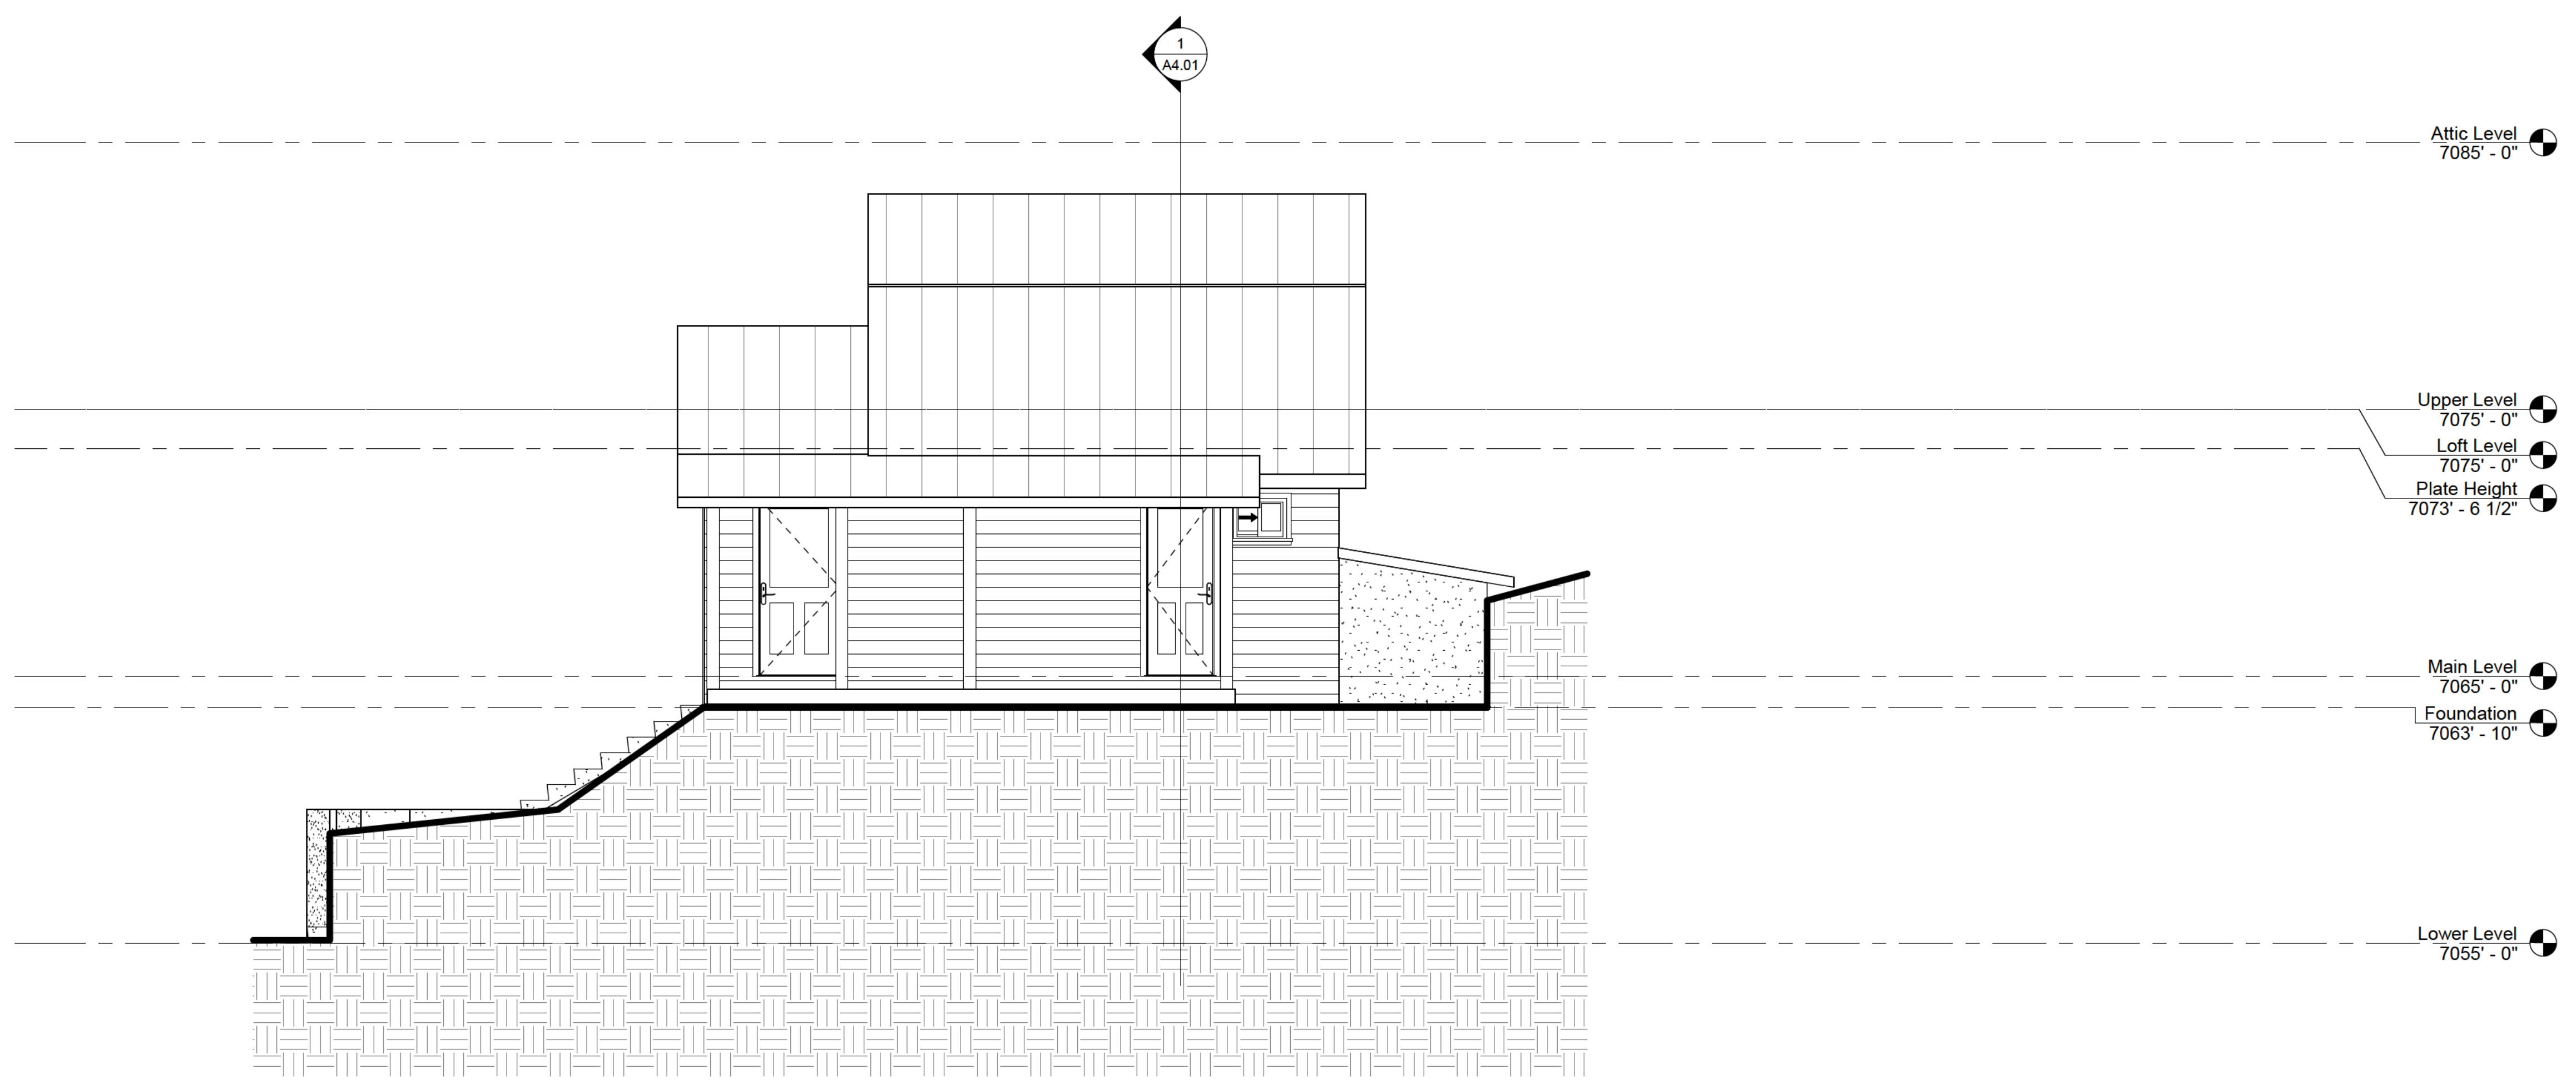 1
A4.01
Attic Level
7085' - 0"
Upper Level
7075' - 0"
Loft Level
7075' - 0"
Plate Height
7073' - 6 1/2"
Main Level
7065' - 0"
Foundation
7063' - 10"
Lower Level
7055' - 0"